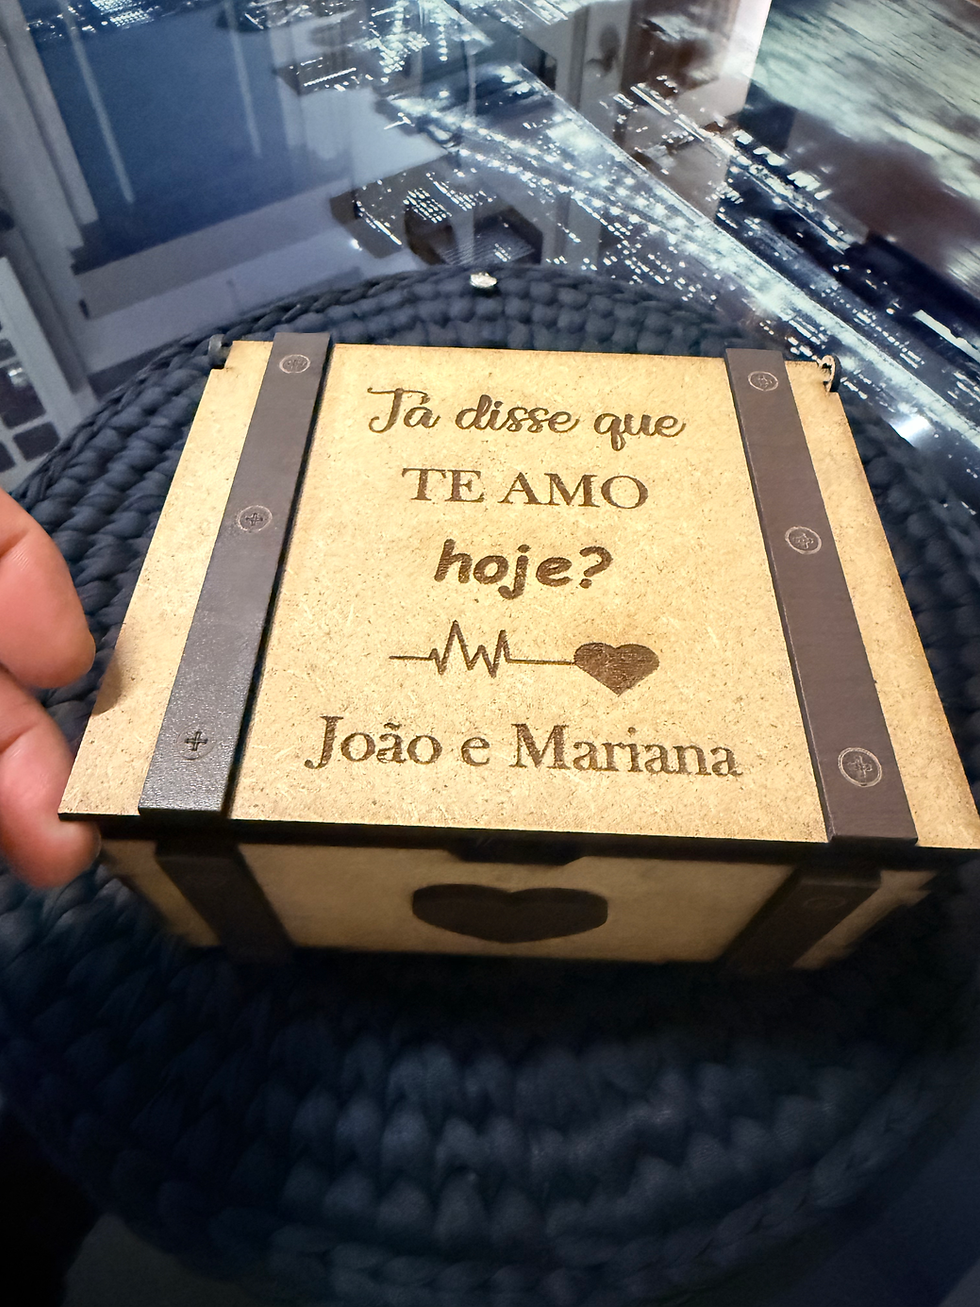 Já disse que
TE AMO
hoje?
João e Mariana